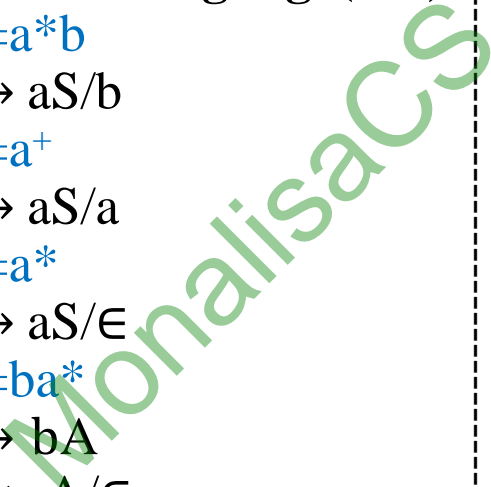 =a*b
→ aS/b
=a⁺
→ aS/a
=a*
→ aS/∈
=ba*
→ bA
MonalisaCS